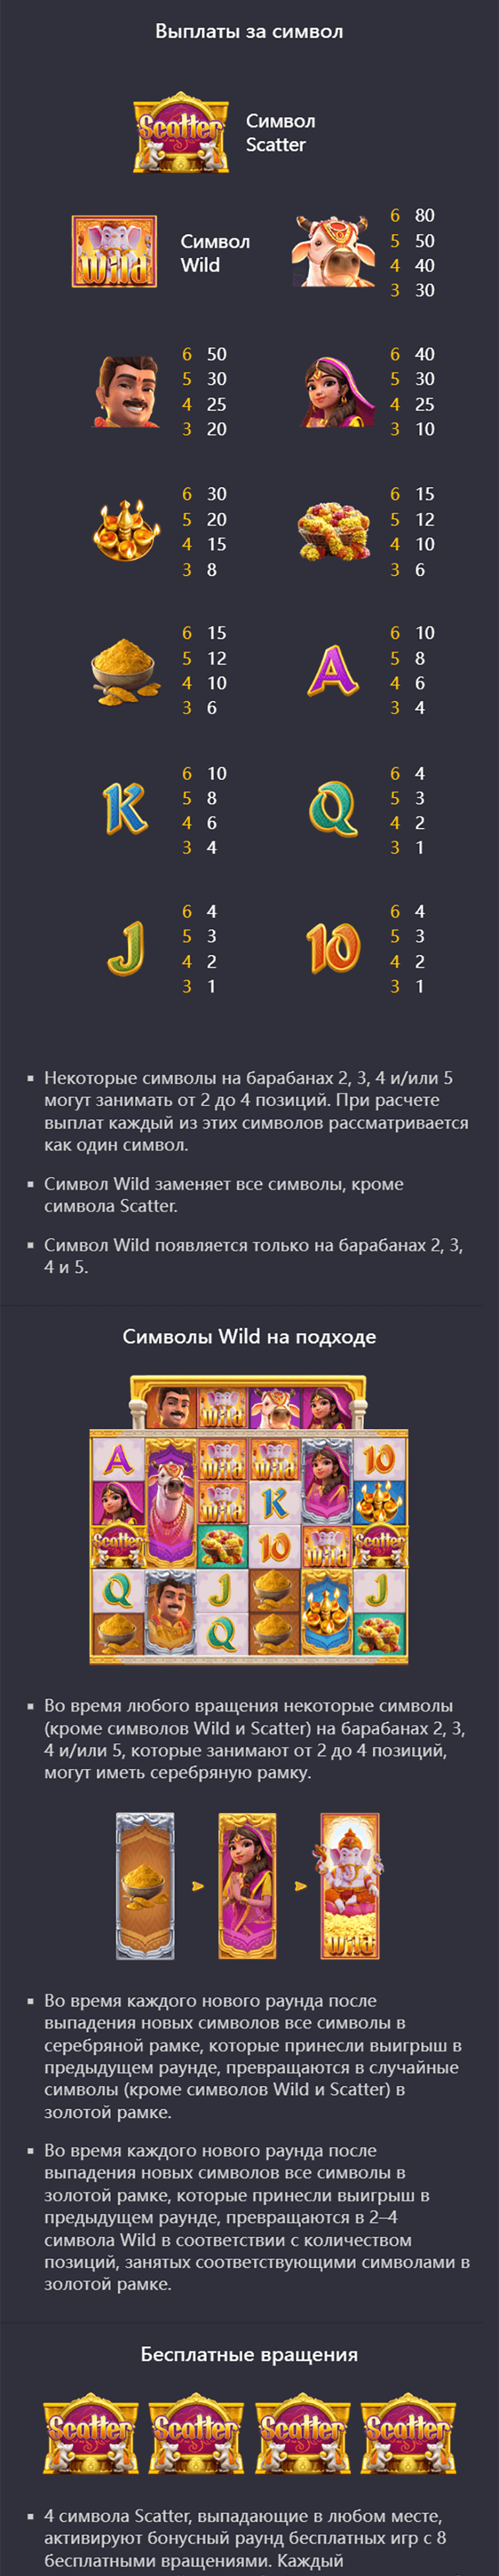 Выплаты за символ
Scatter
Символ
Scatter
Wild
Символ
Wild
6 80
5 50
4 40
3 30
6 50
5 30
4 25
3 20
6 40
5 30
4 25
3 10
6 30
5 20
4 15
3 8
6 15
5 12
4 10
3 6
6 15
5 12
4 10
3 6
A
6 10
5 8
4 6
3 4
K
6 10
5 8
4 6
3 4
Q
6 4
5 3
4 2
3 1
J
6 4
5 3
4 2
3 1
10
6 4
5 3
4 2
3 1
Некоторые символы на барабанах 2, 3, 4 и/или 5
могут занимать от 2 до 4 позиций. При расчете
выплат каждый из этих символов рассматривается
как один символ.
Символ Wild заменяет все символы, кроме
символа Scatter.
Символ Wild появляется только на барабанах 2, 3,
4 и 5.
Символы Wild на подходе
Wild
A Wild Wild 10
Wild K
Scatter 10 Wild Scatter
Q J J
Q
Во время любого вращения некоторые символы
(кроме символов Wild и Scatter) на барабанах 2, 3,
4 и/или 5, которые занимают от 2 до 4 позиций,
могут иметь серебряную рамку.
Wild
Во время каждого нового раунда после
выпадения новых символов все символы в
серебряной рамке, которые принесли выигрыш в
предыдущем раунде, превращаются в случайные
символы (кроме символов Wild и Scatter) в
золотой рамке.
Во время каждого нового раунда после
выпадения новых символов все символы в
золотой рамке, которые принесли выигрыш в
предыдущем раунде, превращаются в 2–4
символа Wild в соответствии с количеством
позиций, занятых соответствующими символами в
золотой рамке.
Бесплатные вращения
Scatter Scatter Scatter Scatter
4 символа Scatter, выпадающие в любом месте,
активируют бонусный раунд бесплатных игр с 8
бесплатными вращениями. Каждый